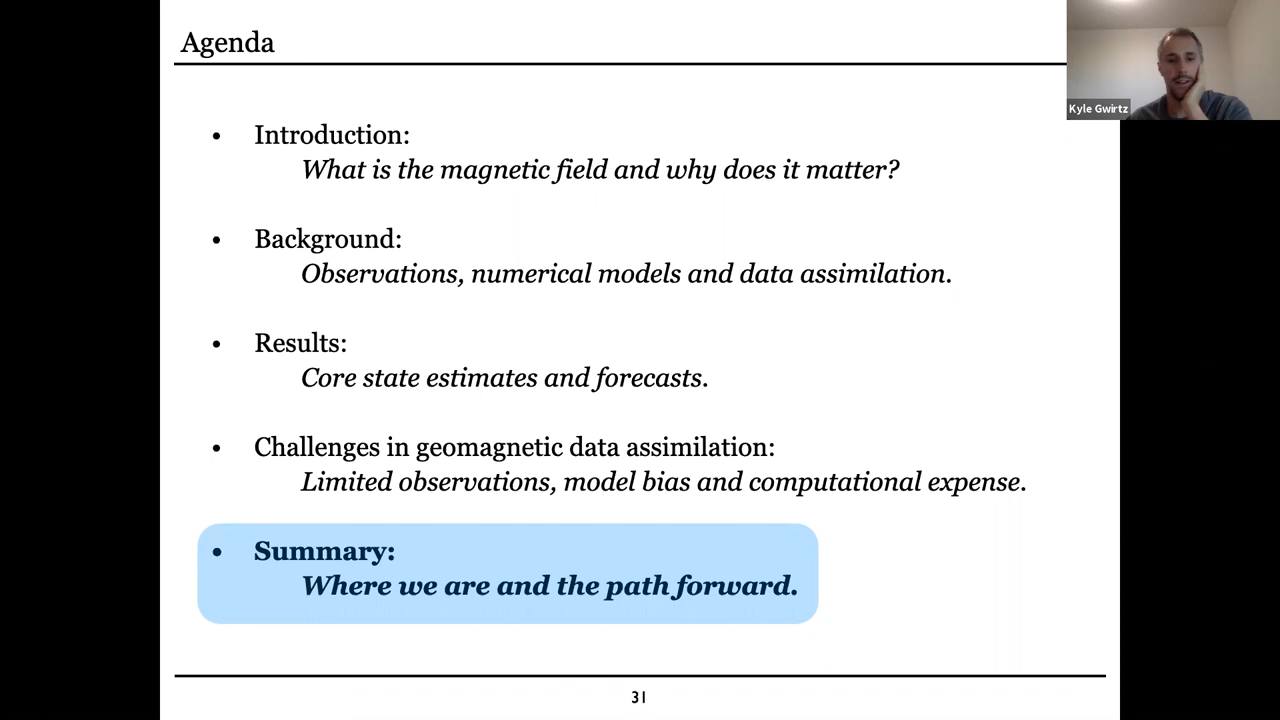 Agenda
Kyle Gwirtz
• Introduction:
What is the magnetic field and why does it matter?
• Background:
Observations, numerical models and data assimilation.
• Results:
Core state estimates and forecasts.
• Challenges in geomagnetic data assimilation:
Limited observations, model bias and computational expense.
• Summary:
Where we are and the path forward.
31